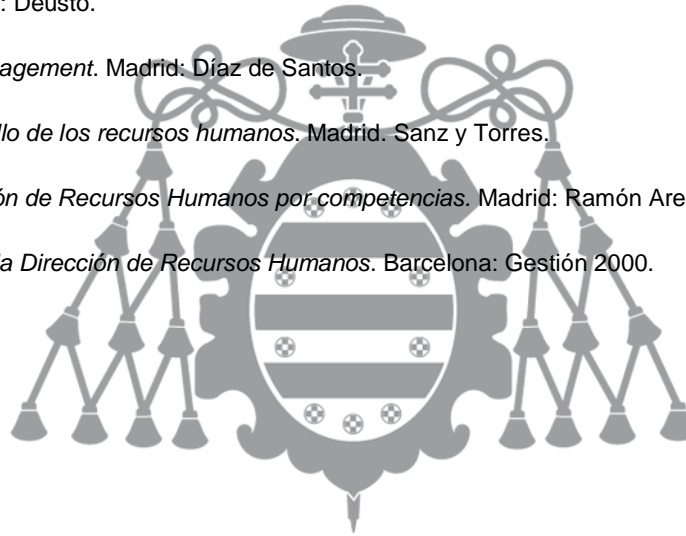 : Deusto.
agement. Madrid: Díaz de Santos.
llo de los recursos humanos. Madrid. Sanz y Torres.
ón de Recursos Humanos por competencias. Madrid: Ramón Are
la Dirección de Recursos Humanos. Barcelona: Gestión 2000.